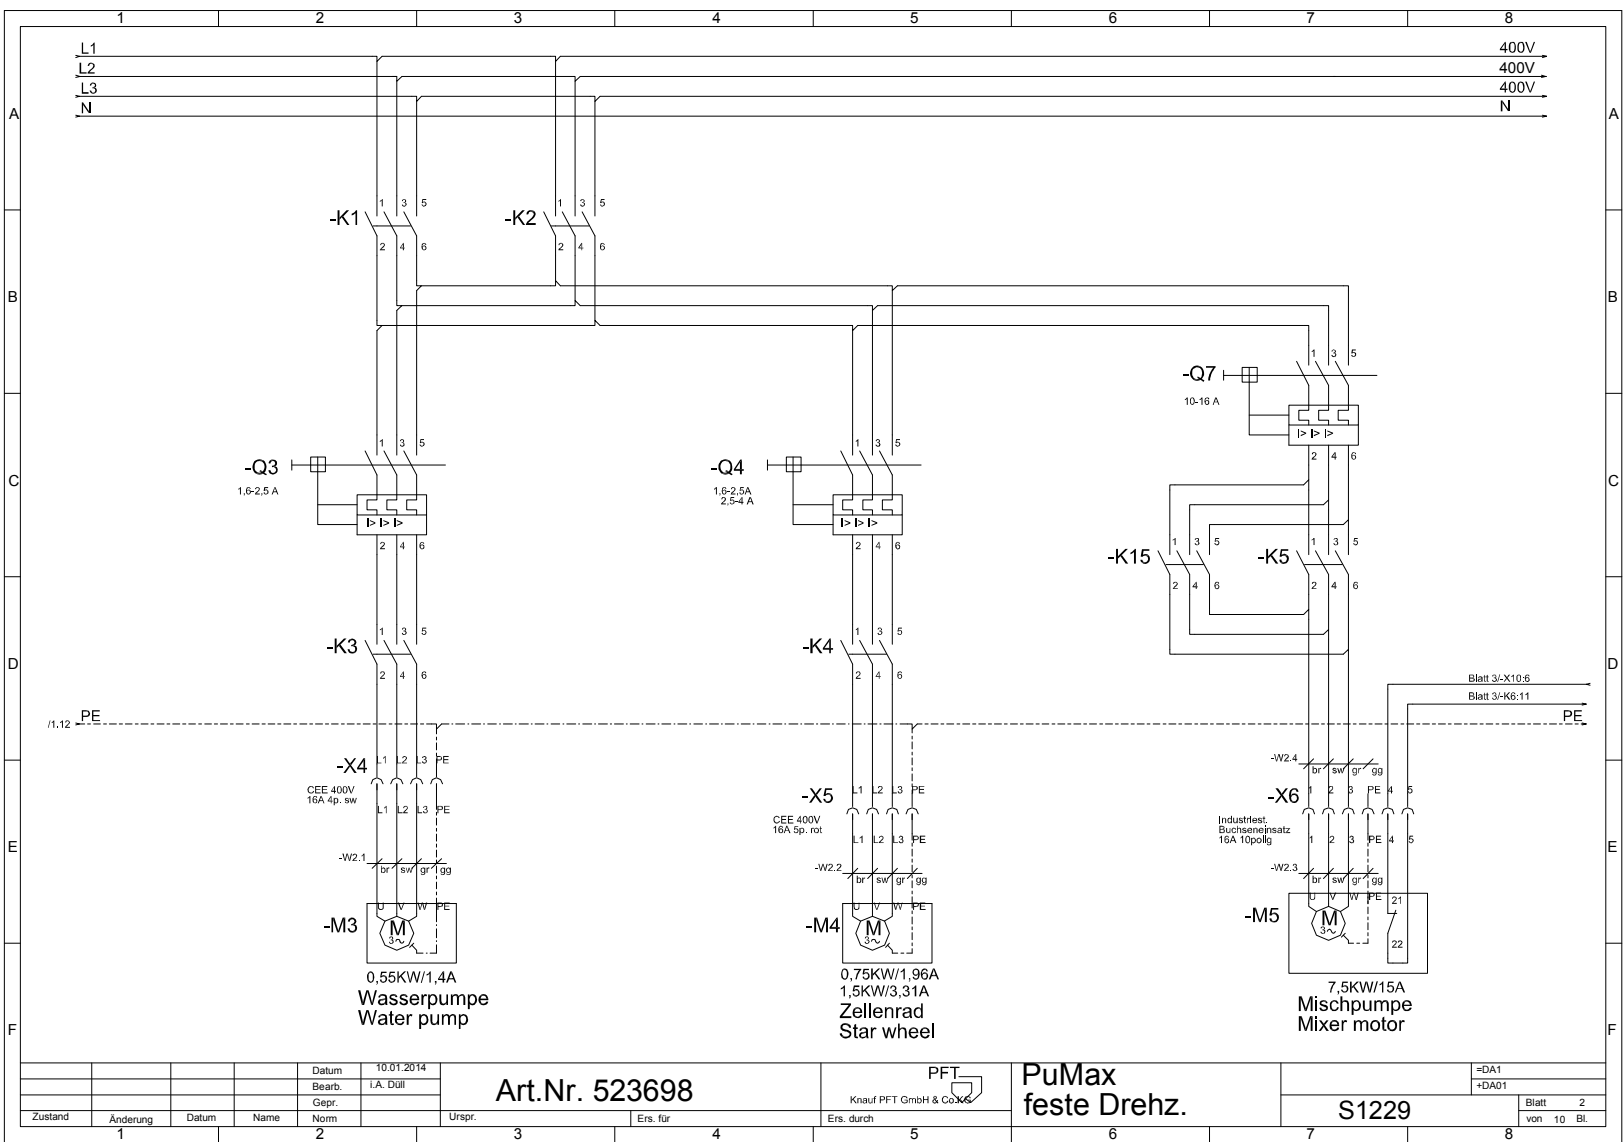 1 2 3 4 5 6 7 8
L1 400V
L2 400V
L3 400V
N N
A A
1 3 5 1 3 5
-K1 -K2
2 4 6 2 4 6
B B
1 3 5
-Q7
10-16 A
I> I> I>
2 4 6
1 3 5 1 3 5
-Q3 -Q4
1,6-2,5 A 1,6-2,5A
2,5-4 A
C C
I> I> I> I> I> I>
2 4 6 2 4 6
1 3 5 1 3 5
-K15 -K5
2 4 6 2 4 6
1 3 5 1 3 5
-K3 -K4
2 4 6 2 4 6
D D
Blatt 3/-X10:6
Blatt 3/-K6:11
/1.12 PE PE
-X4 L1 L2 L3 PE
CEE 400V
16A 4p. sw
L1 L2 L3 PE
-W2.1 br sw gr gg
-X5 L1 L2 L3 PE
CEE 400V
16A 5p. rot
L1 L2 L3 PE
-W2.2 br sw gr gg
-W2.4 br sw gr gg
-X6 1 2 3 PE 4 5
Industriest.
Buchseneinsatz
16A 10polig
1 2 3 PE 4 5
-W2.3 br sw gr gg
E E
U V W PE U V W PE U V W PE 21
-M3 M 3~ -M4 M 3~ -M5 M 3~
22
0,55KW/1,4A
Wasserpumpe
Water pump
0,75KW/1,96A
1,5KW/3,31A
Zellenrad
Star wheel
7,5KW/15A
Mischpumpe
Mixer motor
F F
Datum 10.01.2014
Bearb. i.A. Düll
Gepr.
Zustand Änderung Datum Name Norm
Art.Nr. 523698
Urspr. Ers. für Ers. durch
PFT
Knauf PFT GmbH & Co.KG
PuMax
feste Drehz.
S1229
=DA1
+DA01
Blatt 2
von 10 Bl.
1 2 3 4 5 6 7 8